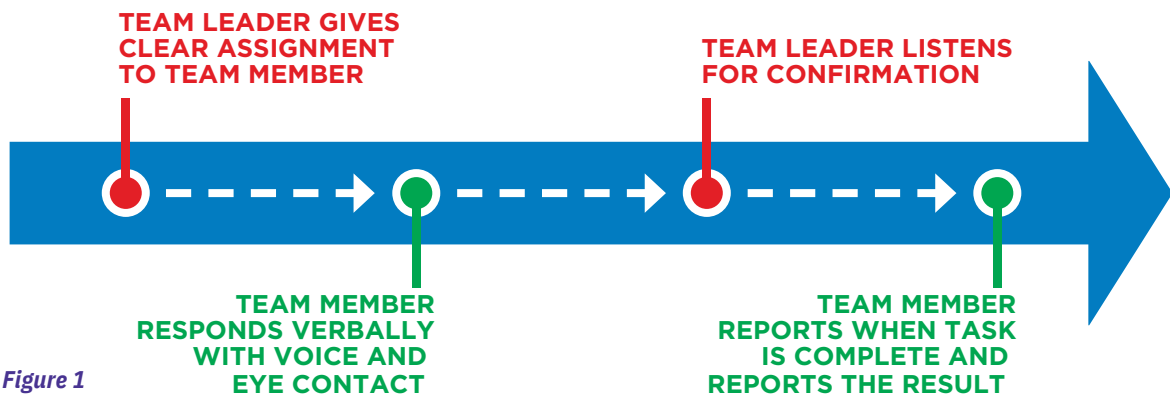 TEAM LEADER GIVES
CLEAR ASSIGNMENT
TO TEAM MEMBER
TEAM MEMBER
RESPONDS VERBALLY
WITH VOICE AND
EYE CONTACT
TEAM LEADER LISTENS
FOR CONFIRMATION
TEAM MEMBER
REPORTS WHEN TASK
IS COMPLETE AND
REPORTS THE RESULT
Figure 1